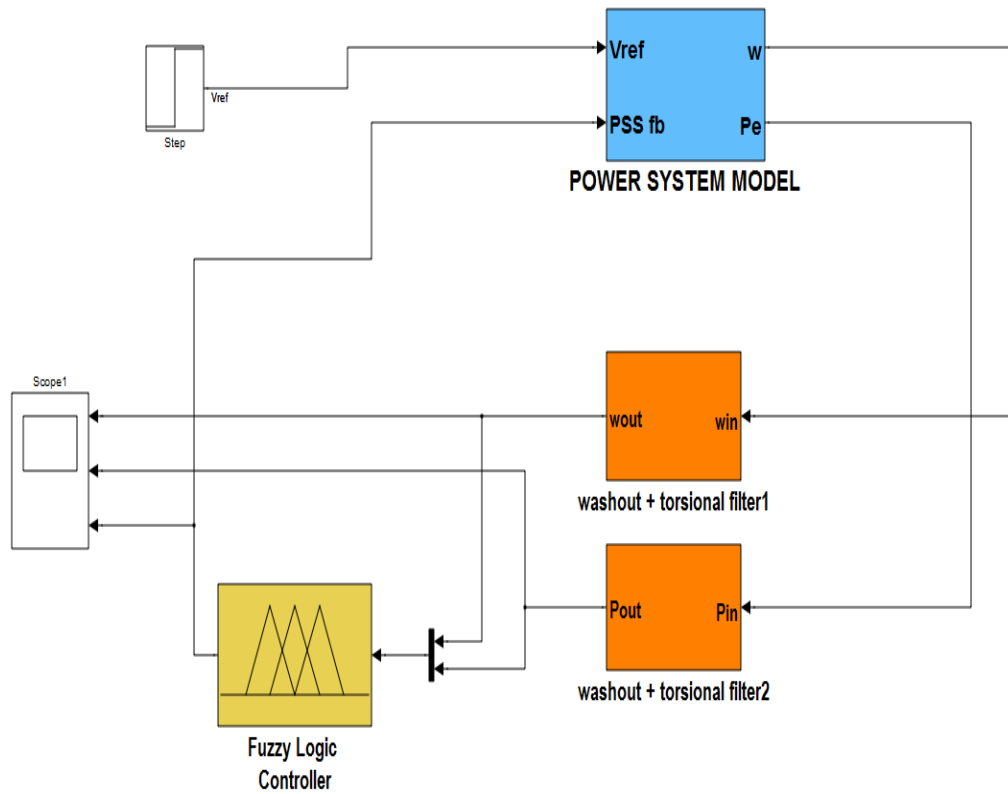 Vref
w
Vref
PSS fb
Pe
Step
POWER SYSTEM MODEL
Scope1
wout
win
washout + torsional filter1
Pout
Pin
washout + torsional filter2
Fuzzy Logic
Controller